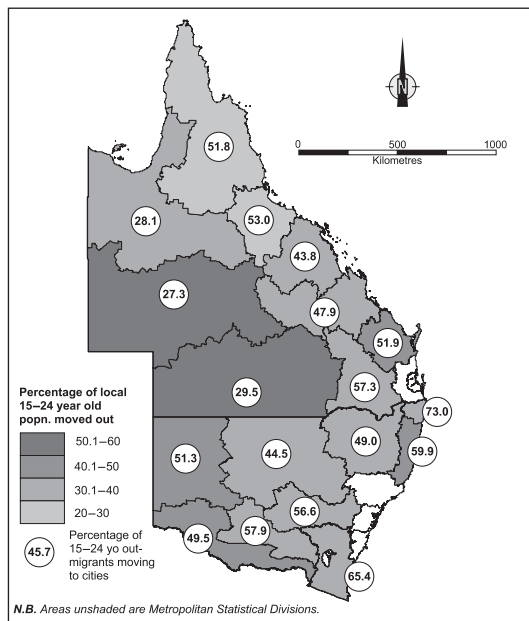 N
0 500 1000
Kilometres
51.8
28.1
53.0
43.8
27.3
47.9
51.9
29.5
57.3
73.0
49.0
59.9
51.3
44.5
56.6
49.5
57.9
65.4
Percentage of local
15–24 year old
popn. moved out
50.1–60
40.1–50
30.1–40
20–30
45.7
Percentage of
15–24 yo out-
migrants moving
to cities
N.B. Areas unshaded are Metropolitan Statistical Divisions.